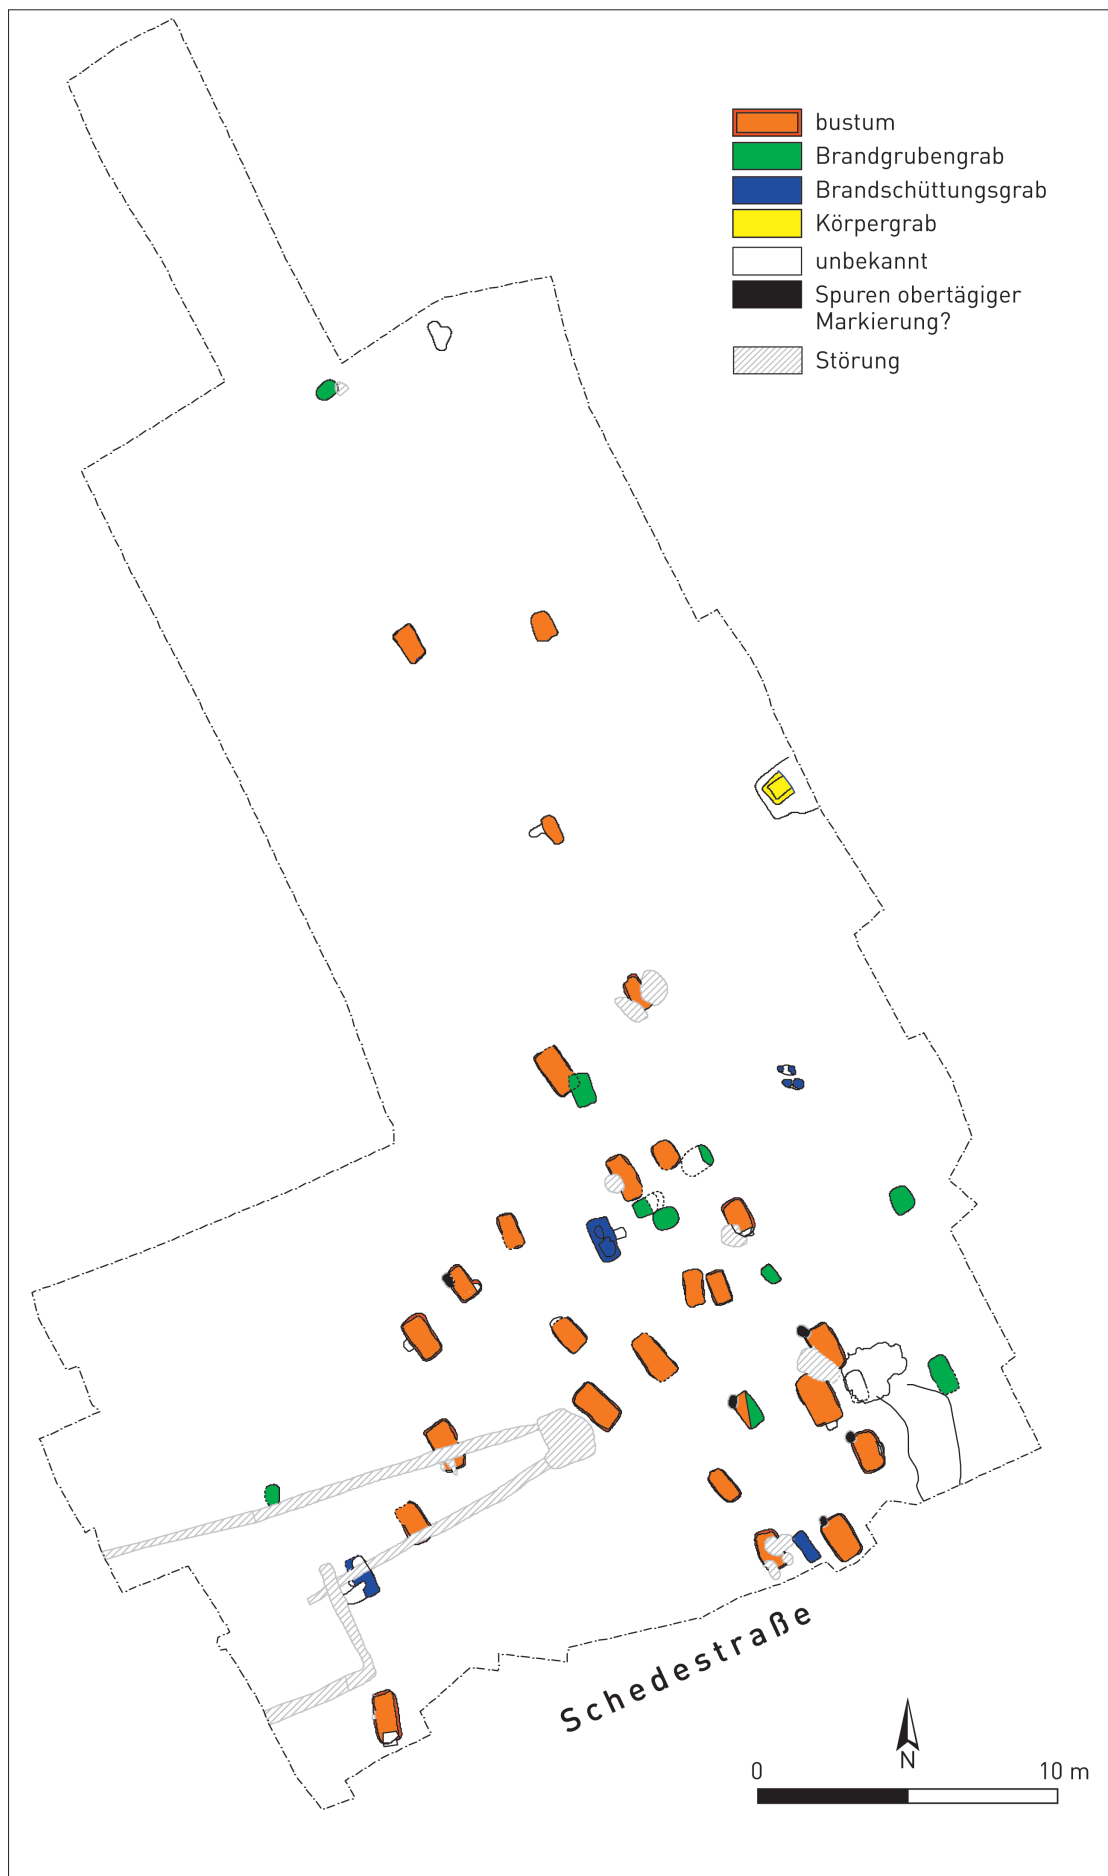 bustum
Brandgrubengrab
Brandschüttungsgrab
Körpergrab
unbekannt
Spuren obertägiger
Markierung?
Störung
Schedestraße
N
0 10 m